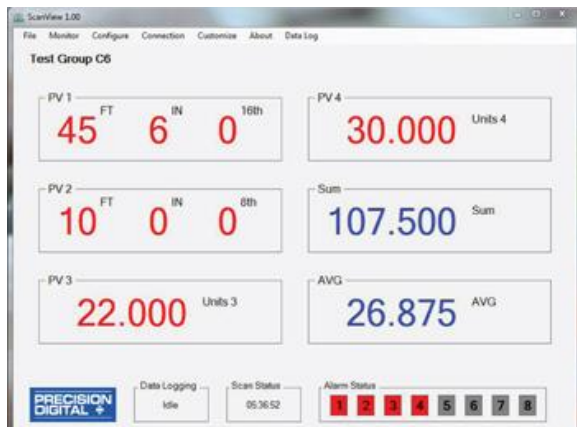 ScanView 1.00
File Monitor Configure Connection Customize About Data Log
Test Group C6
PV 1
45 FT 6 IN 0 16th
PV 4
30.000 Units 4
PV 2
10 FT 0 IN 0 8th
Sum
107.500 Sum
PV 3
22.000 Units 3
AVG
26.875 AVG
PRECISION
DIGITAL
Data Logging
Idle
Scan Status
05:36:52
Alarm Status
1 2 3 4 5 6 7 8